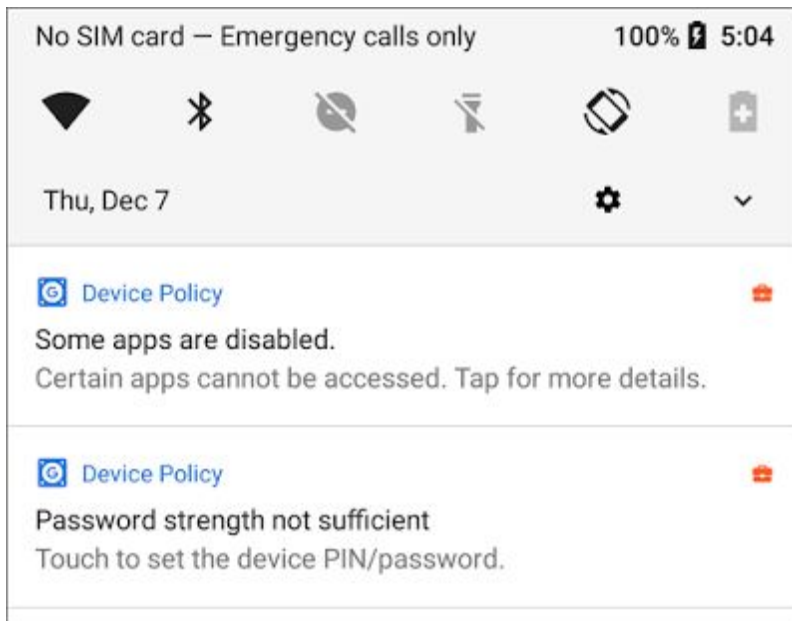 No SIM card — Emergency calls only 100% 5:04
Thu, Dec 7
Device Policy
Some apps are disabled.
Certain apps cannot be accessed. Tap for more details.
Device Policy
Password strength not sufficient
Touch to set the device PIN/password.